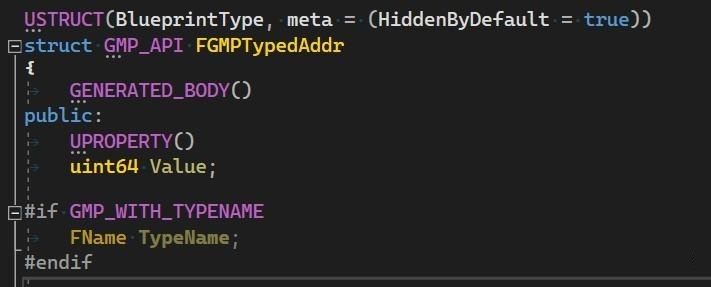 USTRUCT(BlueprintType, meta = (HiddenByDefault = true))
struct GMP_API FGMPTypedAddr
{
    GENERATED_BODY()
public:
    UPROPERTY()
    uint64 Value;

#if GMP_WITH_TYPENAME
    FName TypeName;
#endif